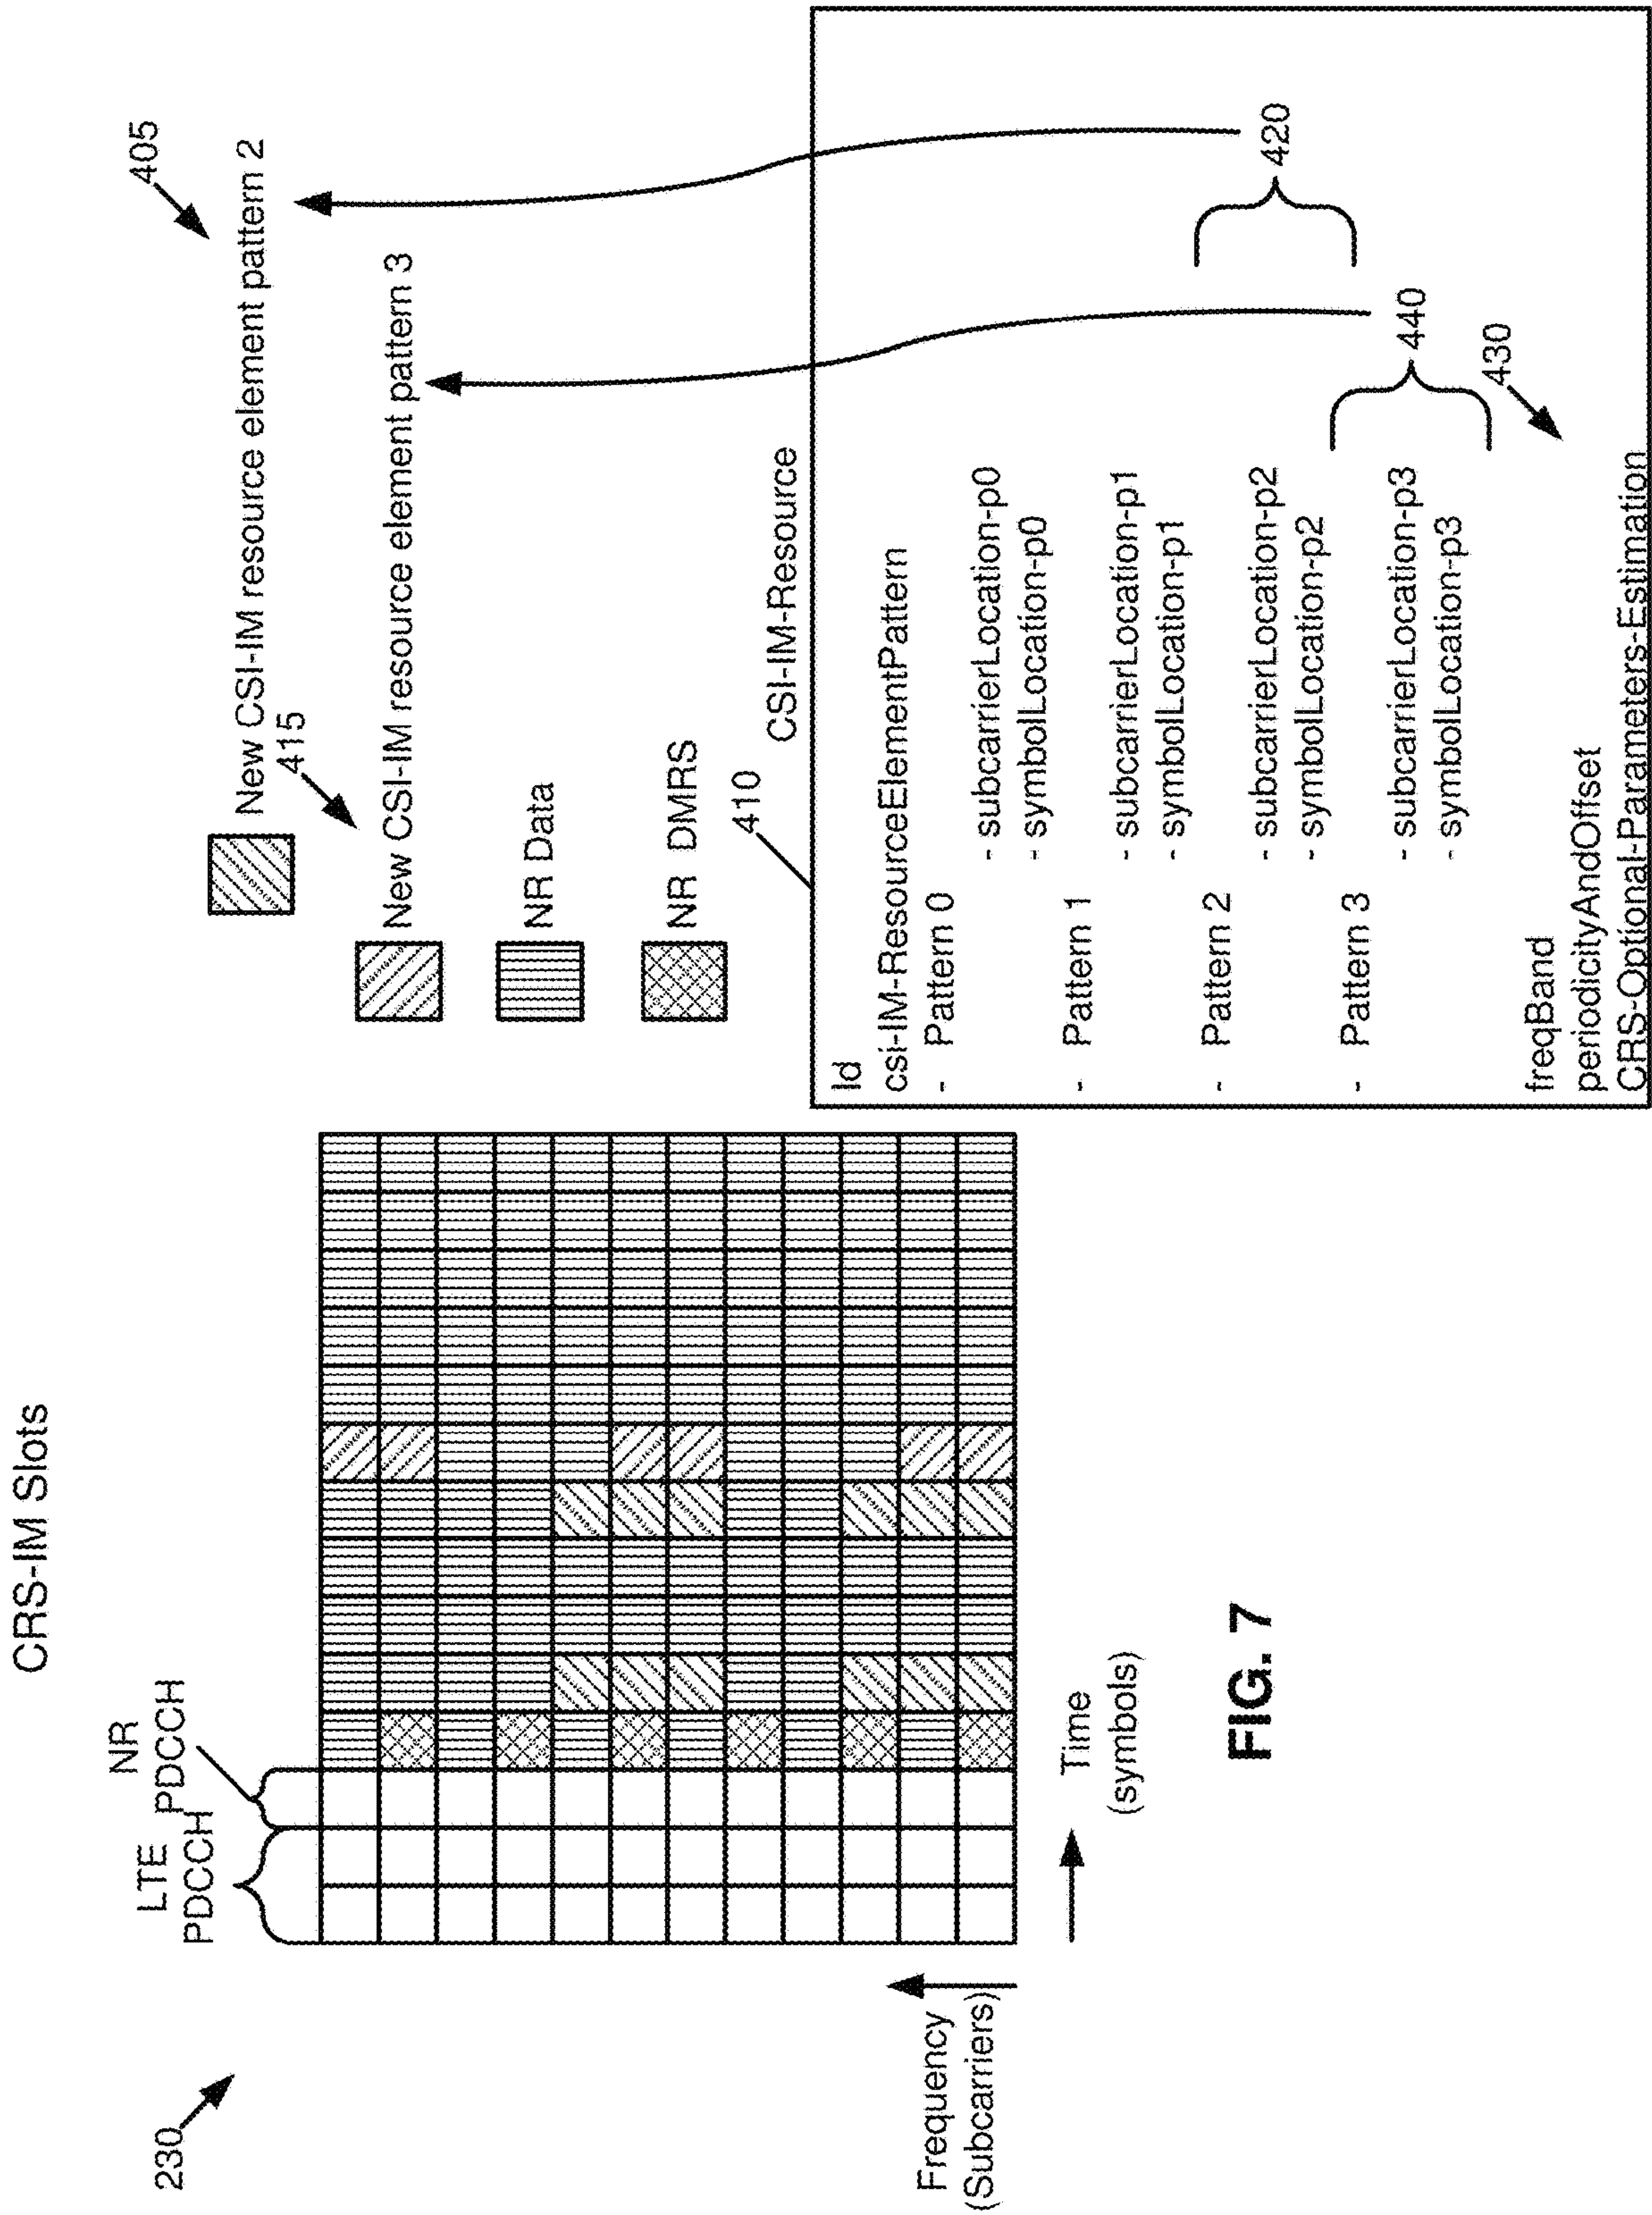 CRS-IM Slots
230
LTE
PDCCH
NR
PDCCH
Frequency
(Subcarriers)
Time
(symbols)
405
New CSI-IM resource element pattern 2
415
New CSI-IM resource element pattern 3
NR Data
NR DMRS
410
CSI-IM-Resource
Id
csi-IM-ResourceElementPattern
- Pattern 0
- subcarrierLocation-p0
- symbolLocation-p0
- Pattern 1
- subcarrierLocation-p1
- symbolLocation-p1
- Pattern 2
- subcarrierLocation-p2
- symbolLocation-p2
420
- Pattern 3
- subcarrierLocation-p3
- symbolLocation-p3
440
430
freqBand
periodicityAndOffset
CRS-Optional-Parameters-Estimation
FIG. 7